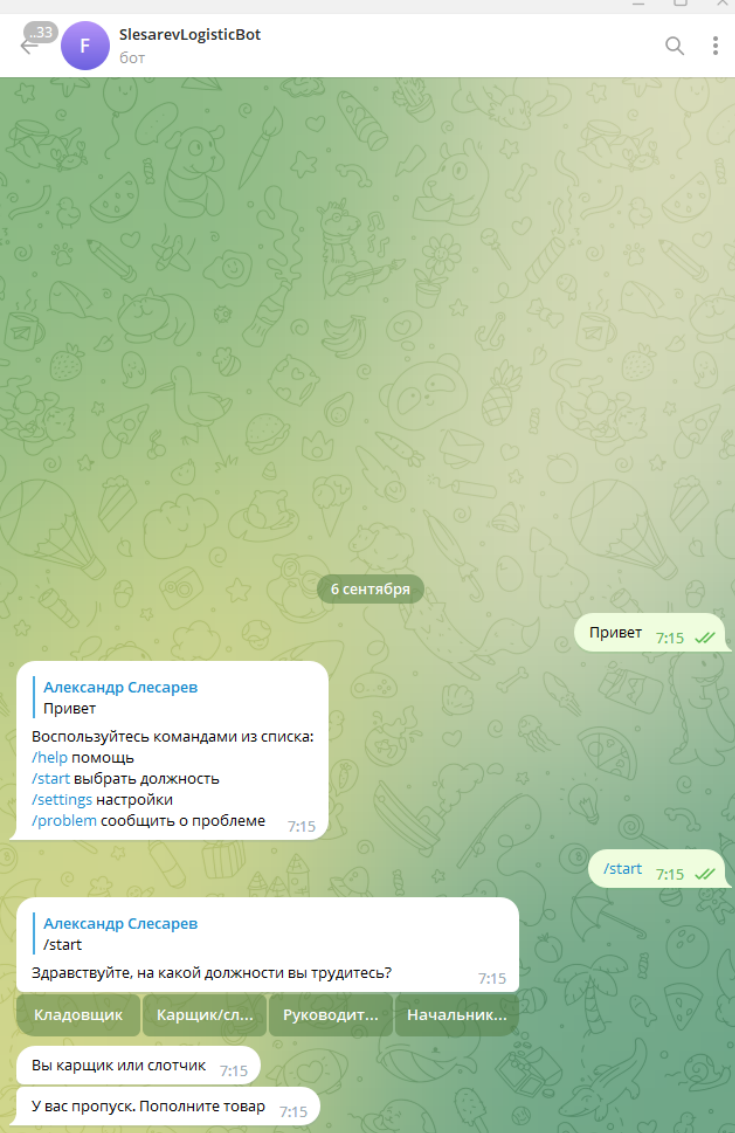 ..33
F
SlesarevLogisticBot
бот
6 сентября
Привет 7:15
Александр Слесарев
Привет
Воспользуйтесь командами из списка:
/help помощь
/start выбрать должность
/settings настройки
/problem сообщить о проблеме 7:15
/start 7:15
Александр Слесарев
/start
Здравствуйте, на какой должности вы трудитесь? 7:15
Кладовщик Карщик/сл... Руководит... Начальник...
Вы карщик или слотчик 7:15
У вас пропуск. Пополните товар 7:15